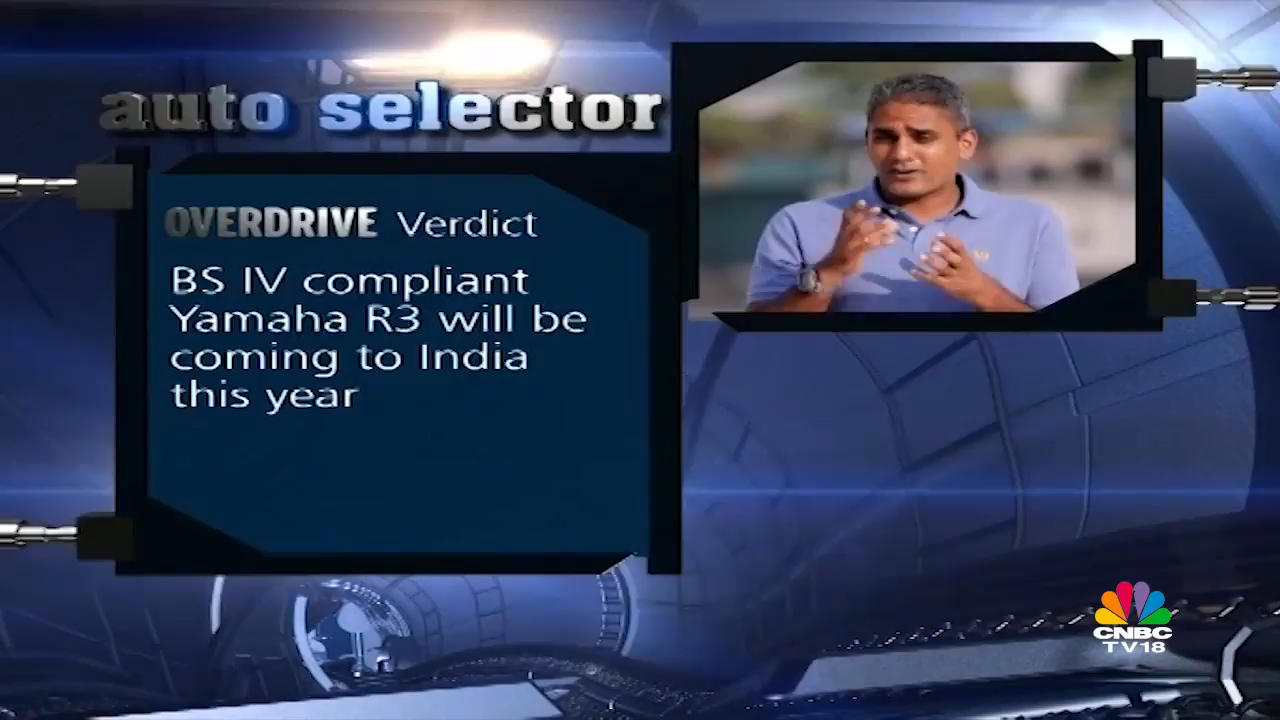 auto selector
OVERDRIVE Verdict
BS IV compliant
Yamaha R3 will be
coming to India
this year
CNBC
TV18